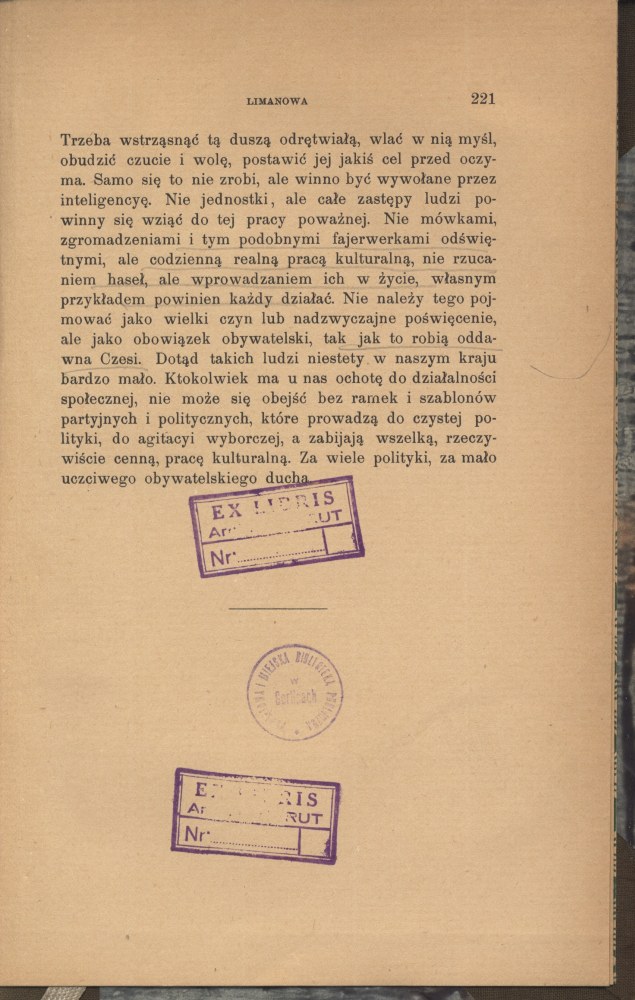 LIMANOWA 221
Trzeba wstrząsnąć tą duszą odrętwiałą, wlać w nią myśl,
obudzić czucie i wolę, postawić jej jakiś cel przed oczy-
ma. Samo się to nie zrobi, ale winno być wywołane przez
inteligencyę. Nie jednostki, ale całe zastępy ludzi po-
winny się wziąć do tej pracy poważnej. Nie mówkami,
zgromadzeniami i tym podobnymi fajerwerkami odświę-
tnymi, ale codzienną realną pracą kulturalną, nie rzuca-
niem haseł, ale wprowadzaniem ich w życie, własnym
przykładem powinien każdy działać. Nie należy tego poj-
mować jako wielki czyn lub nadzwyczajne poświęcenie,
ale jako obowiązek obywatelski, tak jak to robią odda-
wna Czesi. Dotąd takich ludzi niestety w naszym kraju
bardzo mało. Ktokolwiek ma u nas ochotę do działalności
społecznej, nie może się obejść bez ramek i szablonów
partyjnych i politycznych, które prowadzą do czystej po-
lityki, do agitacyi wyborczej, a zabijają wszelką, rzeczy-
wiście cenną, pracę kulturalną. Za wiele polityki, za mało
uczciwego obywatelskiego ducha.
EX LIBRIS
Nr
MIEJSKA BIBLIOTEKA
w
Gorlicach
Nr